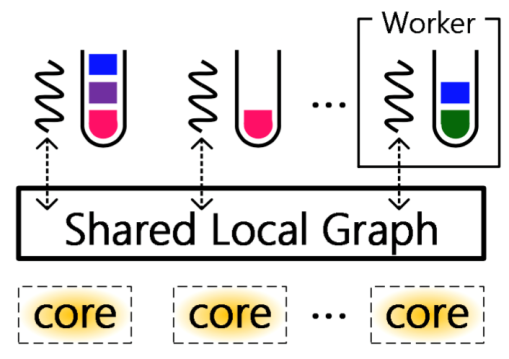 Worker
...
Shared Local Graph
core core ... core